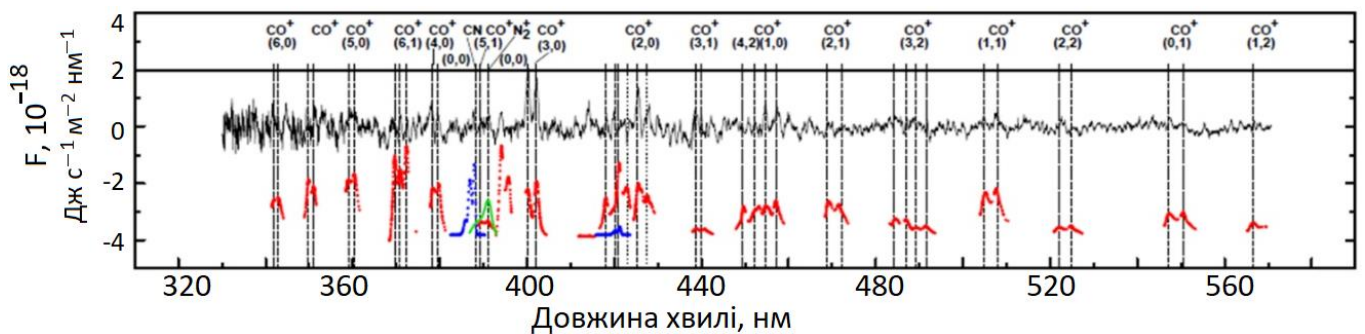 4
CO⁺ CO⁺ CO⁺ CO⁺ CO⁺ CN CO⁺ N₂⁺ CO⁺ CO⁺ CO⁺ CO⁺ CO⁺ CO⁺ CO⁺ CO⁺ CO⁺ CO⁺
(6,0) (5,0) (6,1) (4,0) (5,1) (3,0) (2,0) (3,1) (4,2) (1,0) (2,1) (3,2) (1,1) (2,2) (0,1) (1,2)
(0,0) (0,0)
2
0
-2
-4
F, 10⁻¹⁸
Дж с⁻¹ м⁻² нм⁻¹
320 360 400 440 480 520 560
Довжина хвилі, нм